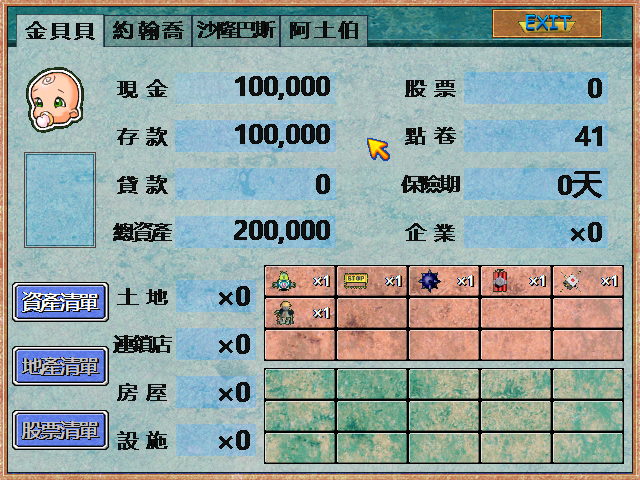 金貝貝 約翰喬 沙隆巴斯 阿土伯 EXIT
現金 100,000 股票 0
存款 100,000 點卷 41
貸款 0 保險期 0天
總資產 200,000 企業 ×0
×1 STOP ×1 ×1 ×1 ×1
資產清單 土地 ×0
×1
連鎖店 ×0
地產清單
房屋 ×0
股票清單
設施 ×0